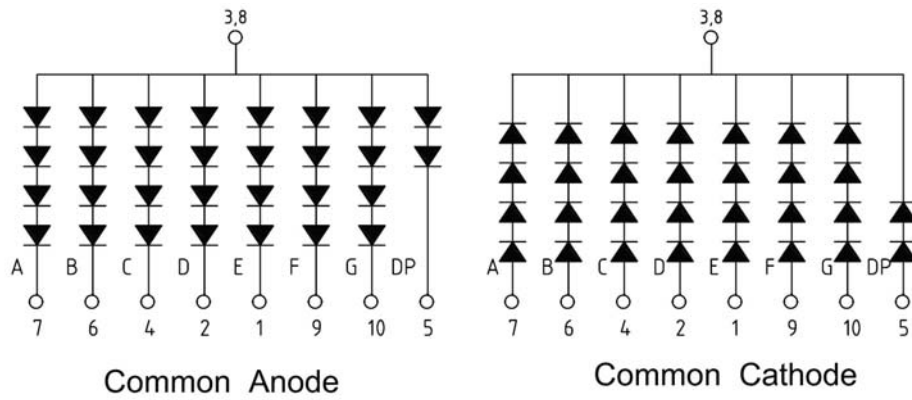 3,8 3,8
A B C D E F G DP A B C D E F G DP
7 6 4 2 1 9 10 5 7 6 4 2 1 9 10 5
Common Anode Common Cathode